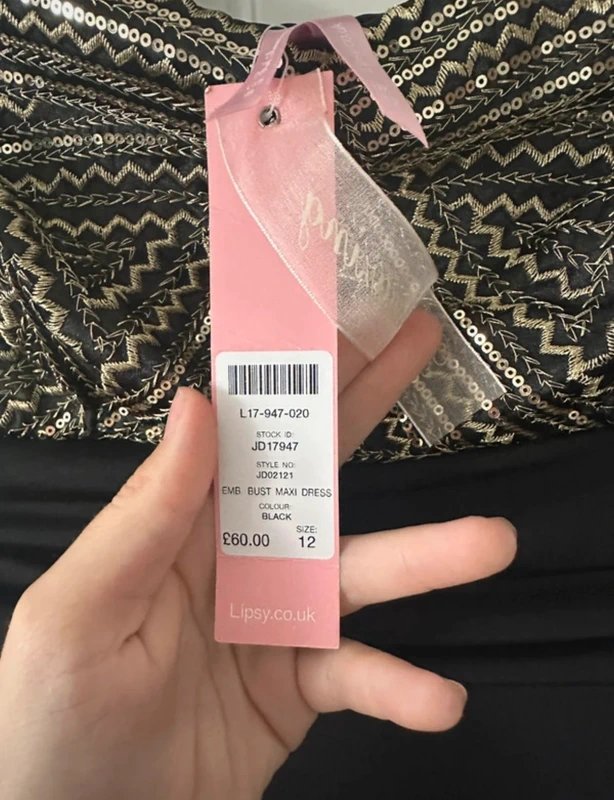 L17-947-020
STOCK ID:
JD17947
STYLE NO:
JD02121
EMB BUST MAXI DRESS
COLOUR:
BLACK
SIZE:
£60.00 12
Lipsy.co.uk